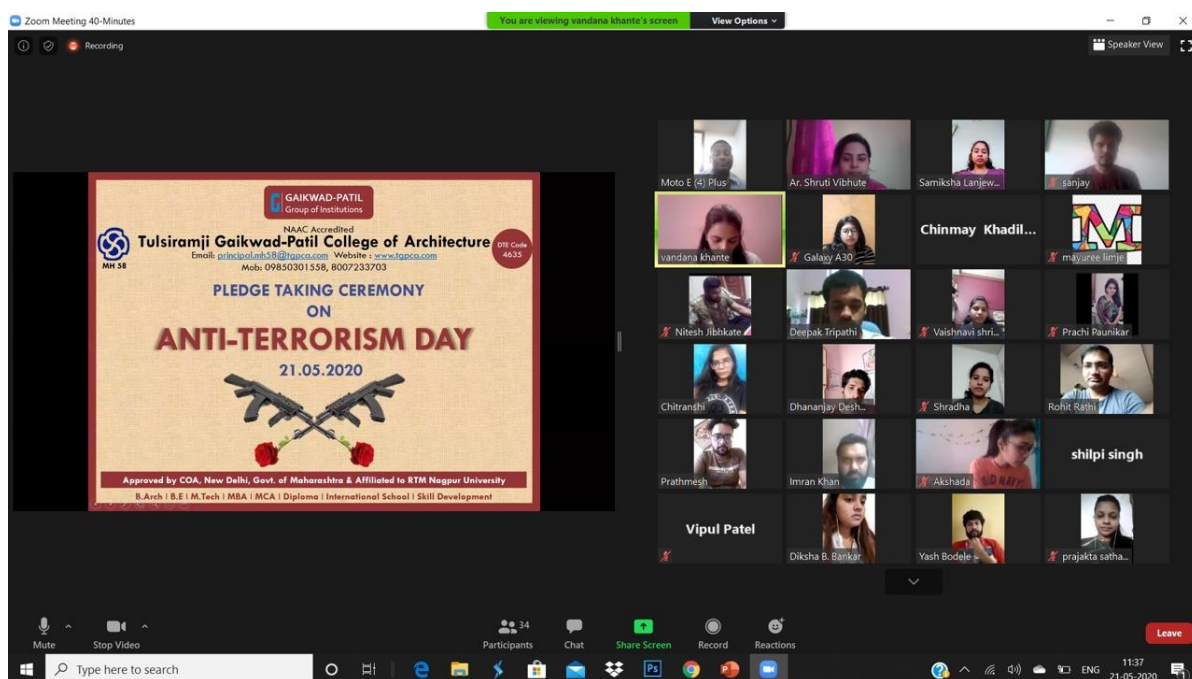 Zoom Meeting 40-Minutes
You are viewing vandana khante's screen
View Options
Recording
Speaker View
GAIKWAD-PATIL
Group of Institutions
NAAC Accredited
MH 58
Tulsiramji Gaikwad-Patil College of Architecture
DTE Code
4635
Email: principal.mh58@tgpca.com Website : www.tgpca.com
Mob: 09850301558, 8007233703
PLEDGE TAKING CEREMONY
ON
ANTI-TERRORISM DAY
21.05.2020
Approved by COA, New Delhi, Govt. of Maharashtra & Affiliated to RTM Nagpur University
B.Arch I B.E I M.Tech I MBA I MCA I Diploma I International School I Skill Development
Moto E (4) Plus
Ar. Shruti Vibhute
Samiksha Lanjew...
sanjay
vandana khante
Galaxy A30
Chinmay Khadil...
M
mayuree limje
Nitesh Jibhkate
Deepak Tripathi
Vaishnavi shri...
Prachi Paunikar
Chitranshi
Dhananjay Desh...
Shradha
Rohit Rathi
Prathmesh
Imran Khan
Akshada
shilpi singh
Vipul Patel
Diksha B. Bankar
Yash Bodele
prajakta satha...
Mute
Stop Video
34
Participants
Chat
Share Screen
Record
Reactions
Leave
Type here to search
Ps
ENG
11:37
21-05-2020